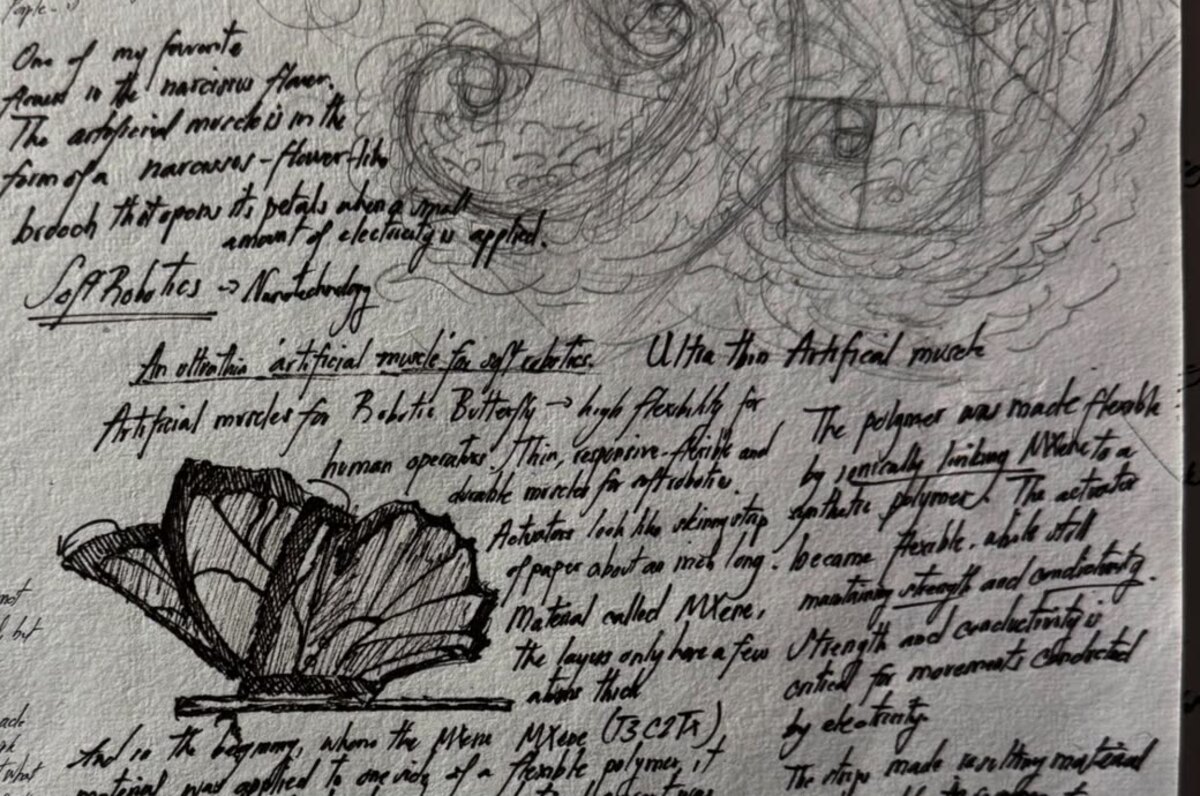 One of my favorite
flower is the narcissus flower.
The artificial muscle is in the
form of a narcissus-flower-like
brooch that opens its petals when a small
amount of electricity is applied.
Soft Robotics → Nanotechnology
An ultrathin 'artificial muscle' for soft robotics.
Ultra thin Artificial muscle
Artificial muscles for Robotic Butterfly → high flexibility for
human operators. Thin, responsive-flexible and
durable muscles for soft robotics.
Actuators look like skinny strip
of paper about an inch long.
Material called MXene,
the layers only have a few
atoms thick
The polymer was made flexible
by ionically linking MXene to a
synthetic polymer. The actuator
became flexible, while still
maintaining strength and conductivity.
Strength and conductivity is
critical for movements conducted
by electricity.
And in the beginning, where the MXene MXene (T3C2Tx)
material was applied to one side of a flexible polymer, it
The strips made resulting material